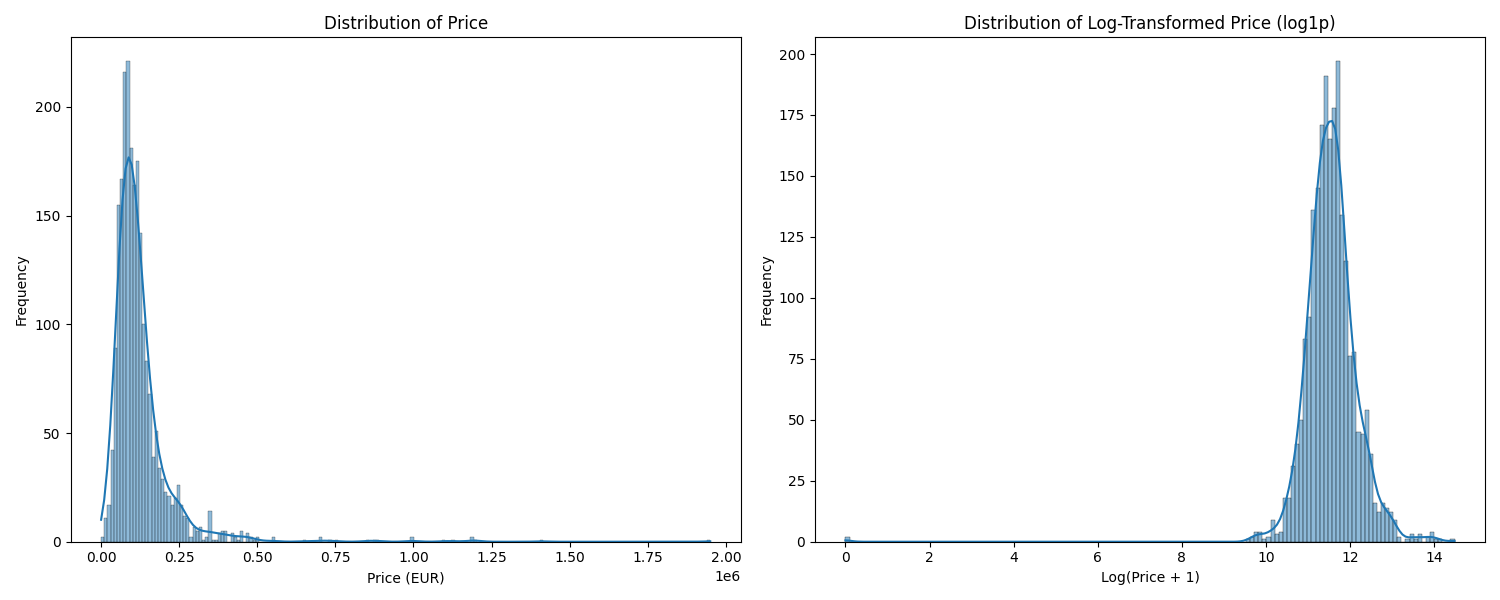 Distribution of Price
Frequency
200
150
100
50
0
0.00 0.25 0.50 0.75 1.00 1.25 1.50 1.75 2.00
1e6
Price (EUR)
Distribution of Log-Transformed Price (log1p)
Frequency
200
175
150
125
100
75
50
25
0
0 2 4 6 8 10 12 14
Log(Price + 1)